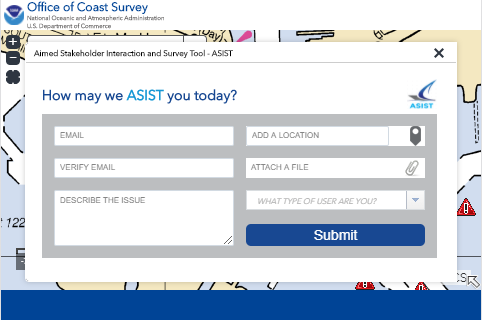 Office of Coast Survey
National Oceanic and Atmospheric Administration
U.S. Department of Commerce
Aimed Stakeholder Interaction and Survey Tool - ASIST
How may we ASIST you today?
ASIST
EMAIL
ADD A LOCATION
VERIFY EMAIL
ATTACH A FILE
DESCRIBE THE ISSUE
WHAT TYPE OF USER ARE YOU?
Submit
t 122
CS